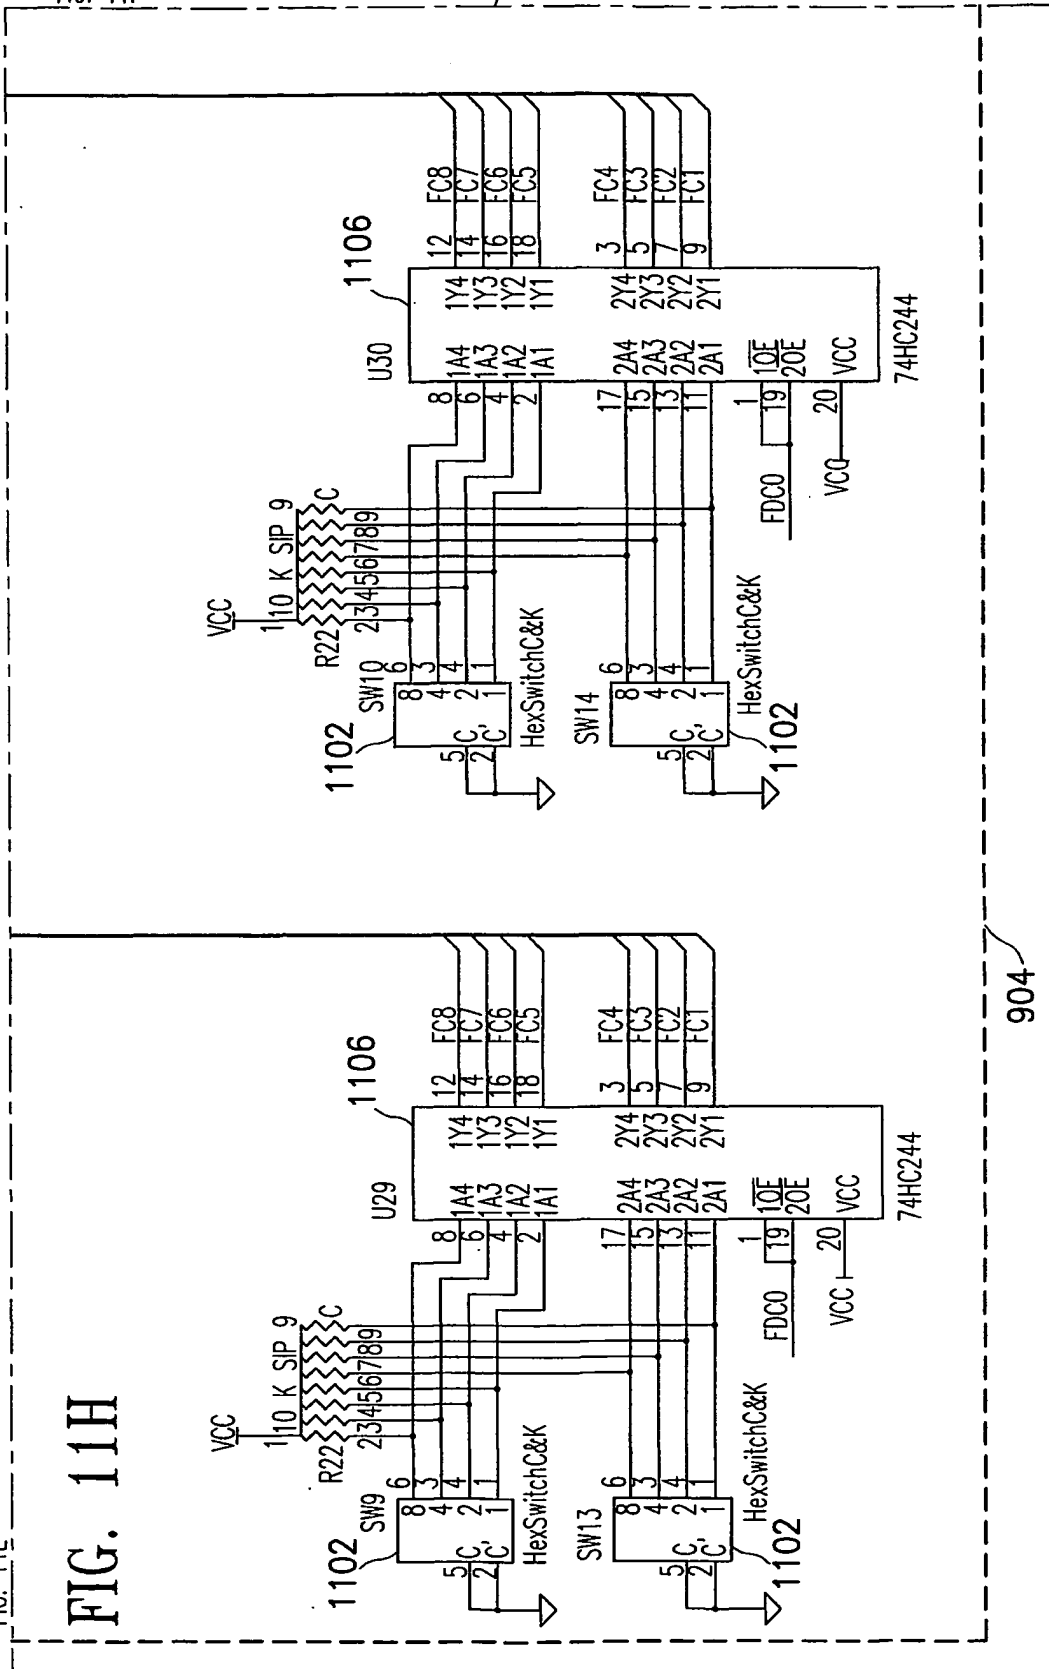 FIG. 11H
VCC
1 10 K SIP 9
R22
C
2 3 4 5 6 7 8 9
1102
SW9
8 6
4 3
2 4
1 1
C 5
C' 2
HexSwitchC&K
SW13
8 6
4 3
2 4
1 1
C 5
C' 2
HexSwitchC&K
1102
U29
1106
8 1A4 1Y4 12 FC8
6 1A3 1Y3 14 FC7
4 1A2 1Y2 16 FC6
2 1A1 1Y1 18 FC5
17 2A4 2Y4 3 FC4
15 2A3 2Y3 5 FC3
13 2A2 2Y2 7 FC2
11 2A1 2Y1 9 FC1
1 1OE
FDC0 19 2OE
VCC 20 VCC
74HC244
VCC
1 10 K SIP 9
R22
C
2 3 4 5 6 7 8 9
1102
SW10
8 6
4 3
2 4
1 1
C 5
C' 2
HexSwitchC&K
SW14
8 6
4 3
2 4
1 1
C 5
C' 2
HexSwitchC&K
1102
U30
1106
8 1A4 1Y4 12 FC8
6 1A3 1Y3 14 FC7
4 1A2 1Y2 16 FC6
2 1A1 1Y1 18 FC5
17 2A4 2Y4 3 FC4
15 2A3 2Y3 5 FC3
13 2A2 2Y2 7 FC2
11 2A1 2Y1 9 FC1
1 1OE
FDC0 19 2OE
VCC 20 VCC
74HC244
904